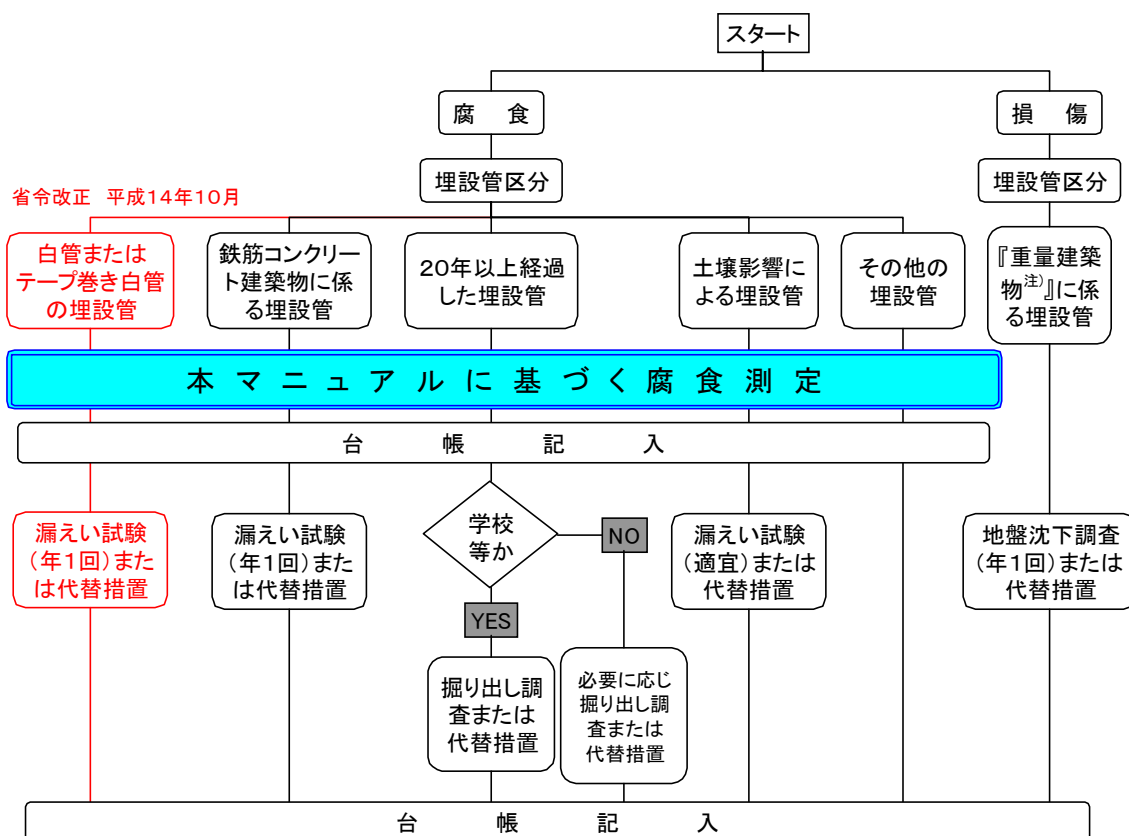 スタート
腐　食
損　傷
埋設管区分
埋設管区分
省令改正　平成14年10月
白管または
テープ巻き白管
の埋設管
鉄筋コンクリー
ト建築物に係
る埋設管
20年以上経過
した埋設管
土壌影響に
よる埋設管
その他の
埋設管
『重量建築
物注)』に係
る埋設管
本マニュアルに基づく腐食測定
台帳記入
漏えい試験
(年1回)また
は代替措置
漏えい試験
(年1回)また
は代替措置
学校
等か
NO
YES
漏えい試験
(適宜)または
代替措置
地盤沈下調査
(年1回)または
代替措置
掘り出し調
査または
代替措置
必要に応じ
掘り出し調
査または
代替措置
台帳記入